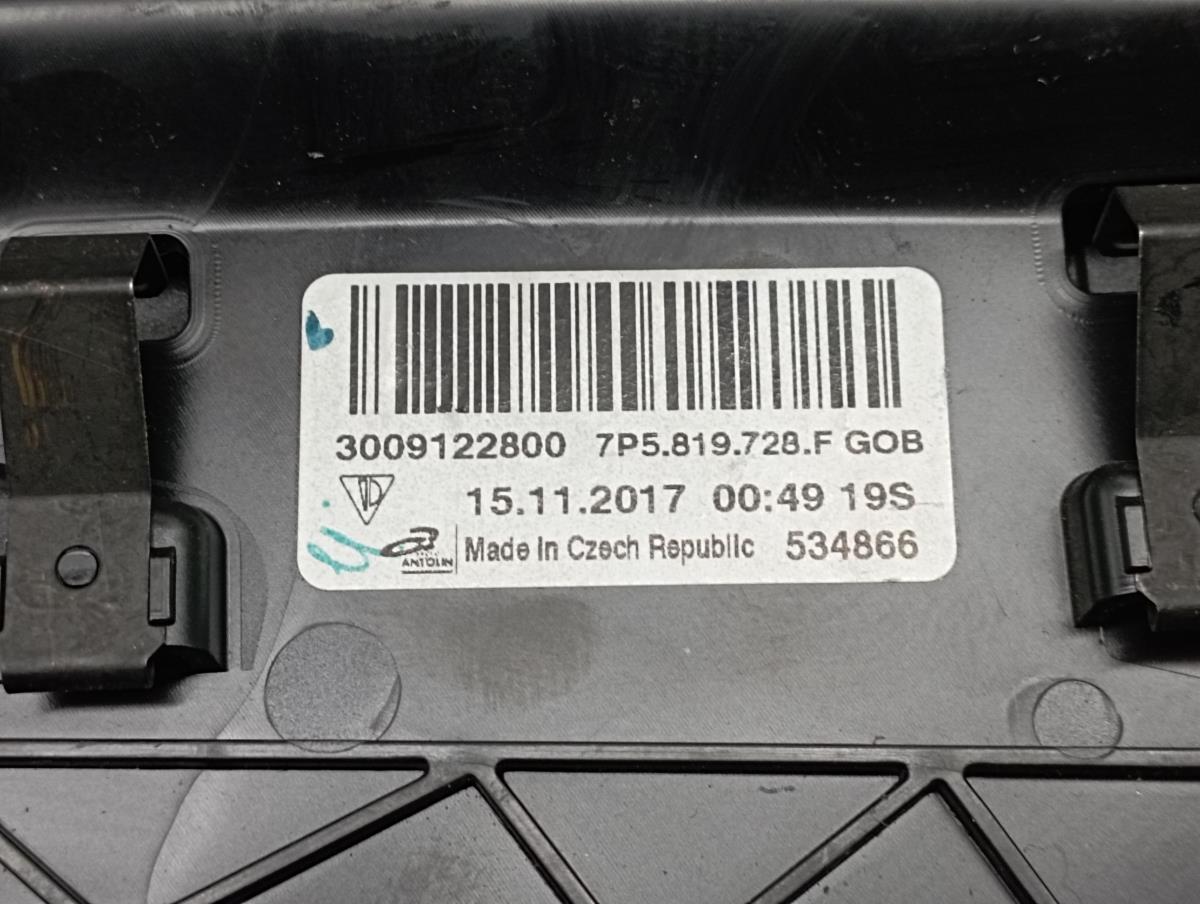 3009122800 7P5.819.728.F GOB
15.11.2017 00:49 19S
ANTOLIN Made in Czech Republic 534866